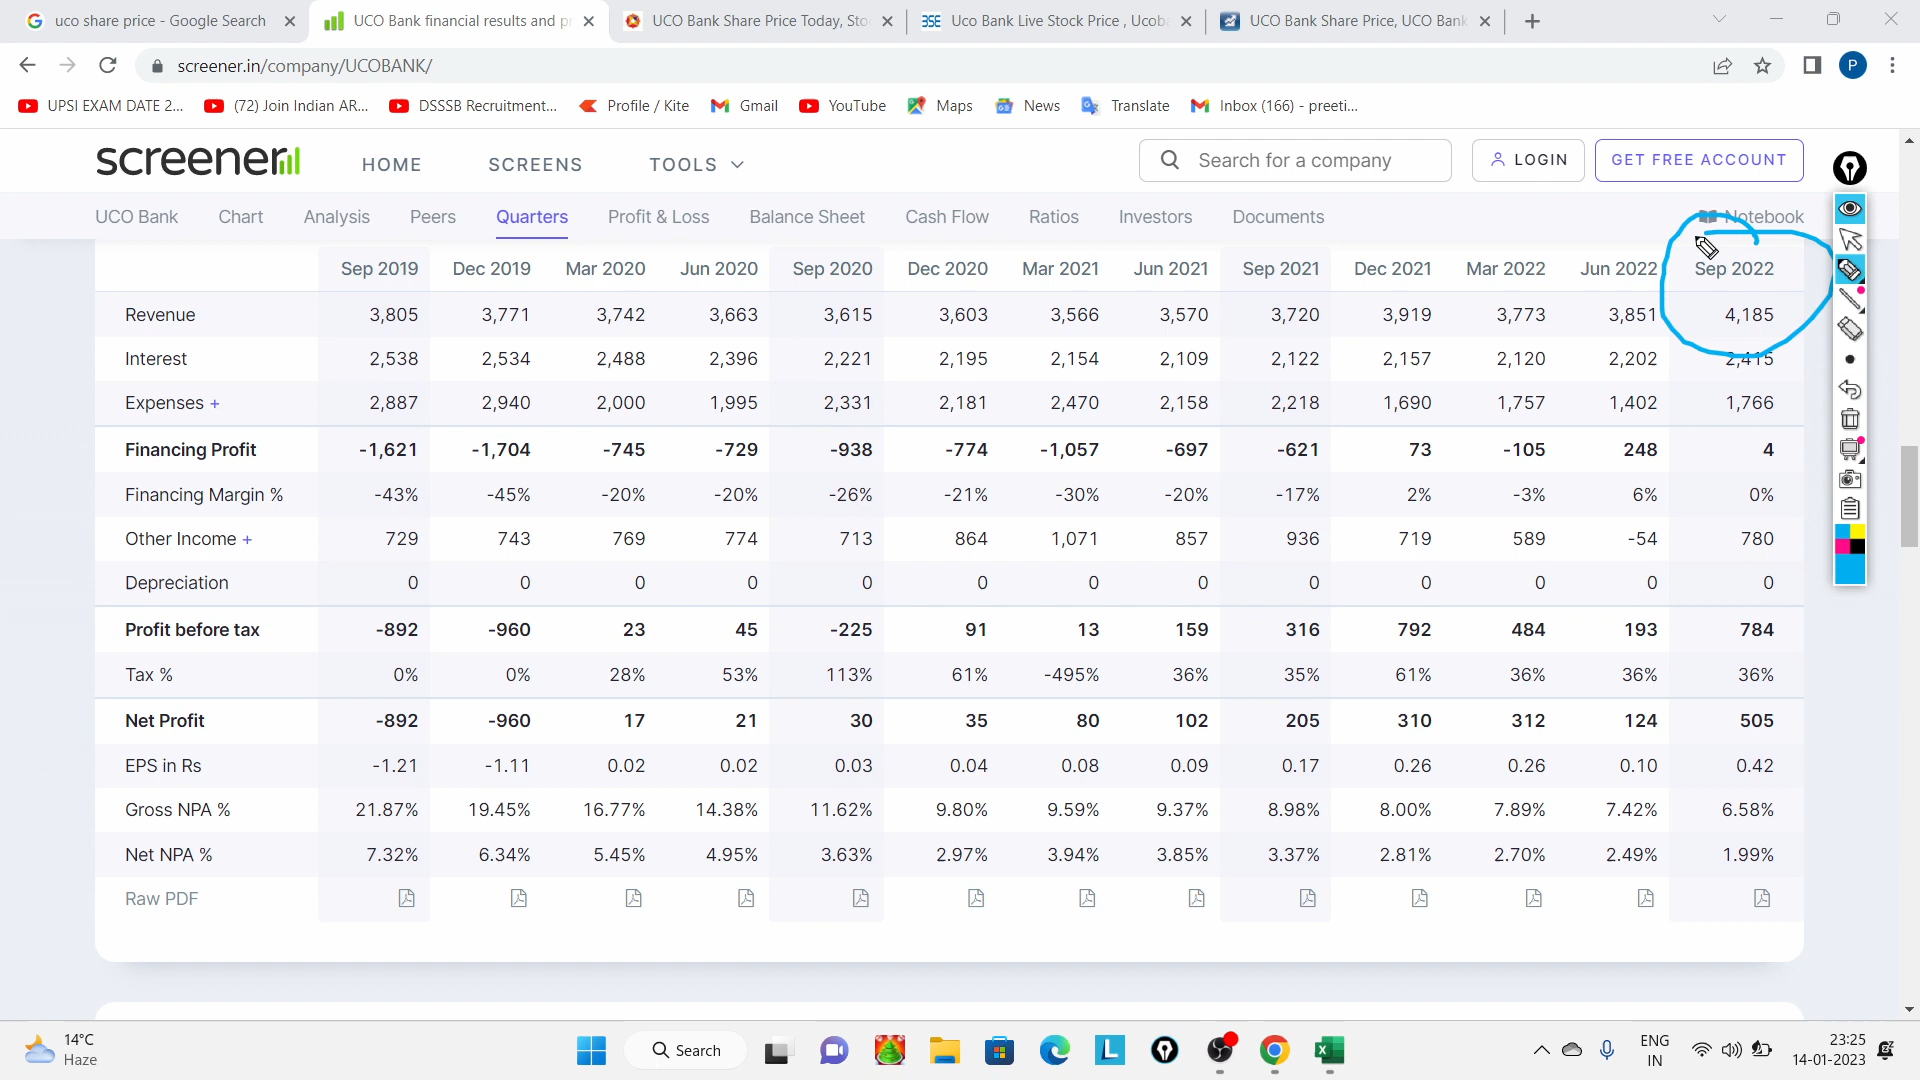 uco share price - Google Search
UCO Bank financial results and p
UCO Bank Share Price Today, Sto
BSE Uco Bank Live Stock Price , Ucob
UCO Bank Share Price, UCO Bank
screener.in/company/UCOBANK/
P
UPSI EXAM DATE 2... (72) Join Indian AR... DSSSB Recruitment... Profile / Kite Gmail YouTube Maps News Translate Inbox (166) - preeti...
screener HOME SCREENS TOOLS Search for a company LOGIN GET FREE ACCOUNT
UCO Bank Chart Analysis Peers Quarters Profit & Loss Balance Sheet Cash Flow Ratios Investors Documents Notebook
Sep 2019 Dec 2019 Mar 2020 Jun 2020 Sep 2020 Dec 2020 Mar 2021 Jun 2021 Sep 2021 Dec 2021 Mar 2022 Jun 2022 Sep 2022
Revenue 3,805 3,771 3,742 3,663 3,615 3,603 3,566 3,570 3,720 3,919 3,773 3,851 4,185
Interest 2,538 2,534 2,488 2,396 2,221 2,195 2,154 2,109 2,122 2,157 2,120 2,202 2,415
Expenses + 2,887 2,940 2,000 1,995 2,331 2,181 2,470 2,158 2,218 1,690 1,757 1,402 1,766
Financing Profit -1,621 -1,704 -745 -729 -938 -774 -1,057 -697 -621 73 -105 248 4
Financing Margin % -43% -45% -20% -20% -26% -21% -30% -20% -17% 2% -3% 6% 0%
Other Income + 729 743 769 774 713 864 1,071 857 936 719 589 -54 780
Depreciation 0 0 0 0 0 0 0 0 0 0 0 0 0
Profit before tax -892 -960 23 45 -225 91 13 159 316 792 484 193 784
Tax % 0% 0% 28% 53% 113% 61% -495% 36% 35% 61% 36% 36% 36%
Net Profit -892 -960 17 21 30 35 80 102 205 310 312 124 505
EPS in Rs -1.21 -1.11 0.02 0.02 0.03 0.04 0.08 0.09 0.17 0.26 0.26 0.10 0.42
Gross NPA % 21.87% 19.45% 16.77% 14.38% 11.62% 9.80% 9.59% 9.37% 8.98% 8.00% 7.89% 7.42% 6.58%
Net NPA % 7.32% 6.34% 5.45% 4.95% 3.63% 2.97% 3.94% 3.85% 3.37% 2.81% 2.70% 2.49% 1.99%
Raw PDF
14°C
Haze
Search
L
ENG
IN
23:25
14-01-2023